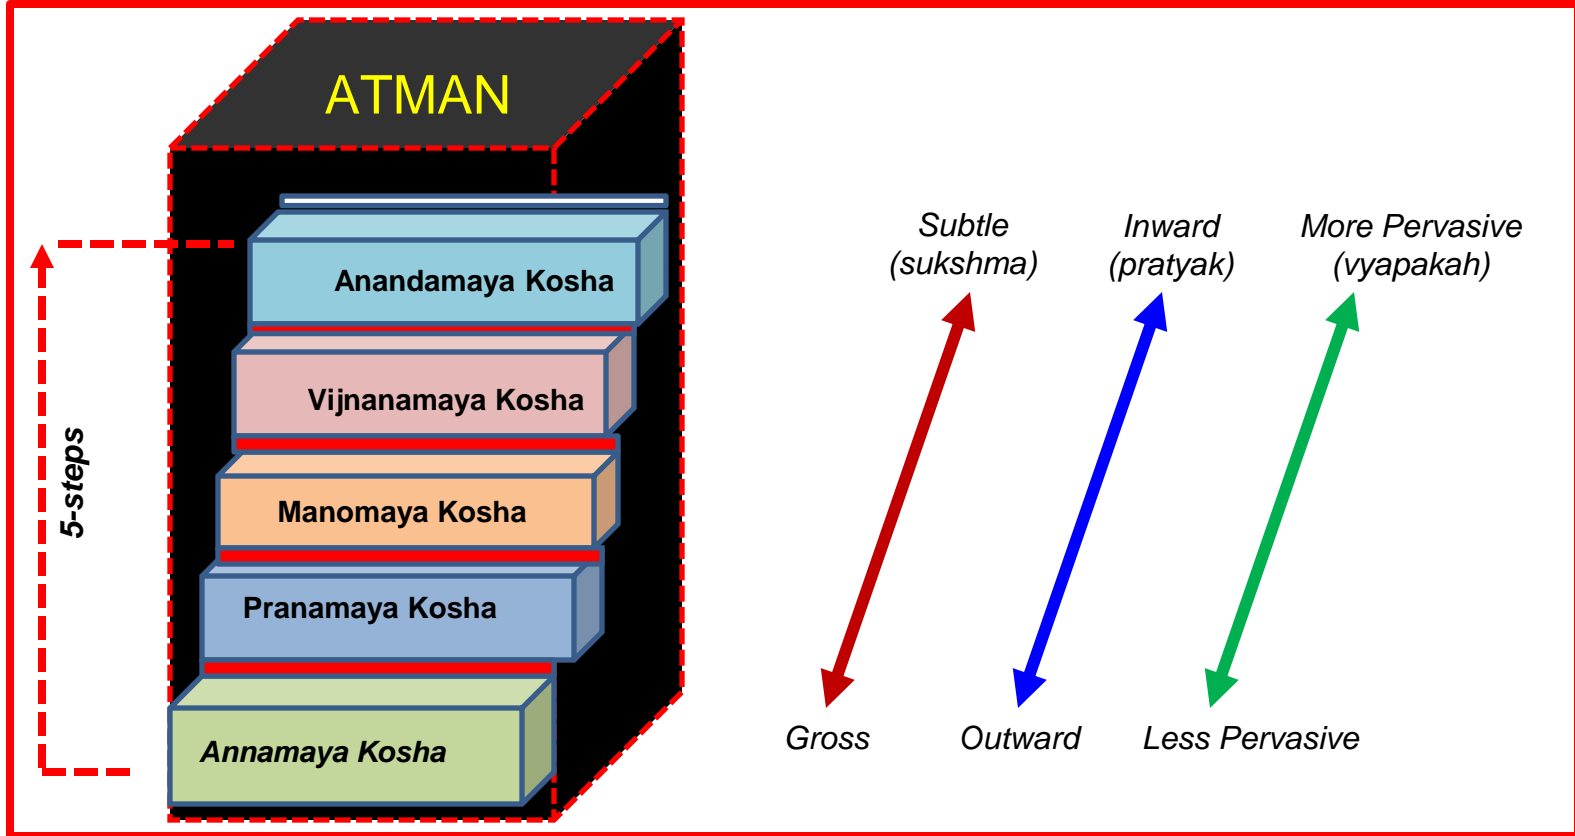 ATMAN
Anandamaya Kosha
Vijnanamaya Kosha
Manomaya Kosha
Pranamaya Kosha
Annamaya Kosha
5-steps
Subtle
(sukshma)
Inward
(pratyak)
More Pervasive
(vyapakah)
Gross
Outward
Less Pervasive